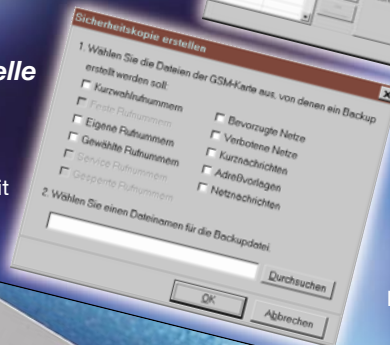 Sicherheitskopie erstellen
1. Wählen Sie die Dateien der GSM-Karte aus, von denen ein Backup
erstellt werden soll:
Kurzwahlrufnummern
Feste Rufnummern
Eigene Rufnummern
Gewählte Rufnummern
Service Rufnummern
Gesperrte Rufnummern
Bevorzugte Netze
Verbotene Netze
Kurznachrichten
Adreßvorlagen
Netznachrichten
2. Wählen Sie einen Dateinamen für die Backupdatei.
Durchsuchen
OK
Abbrechen
elle
it